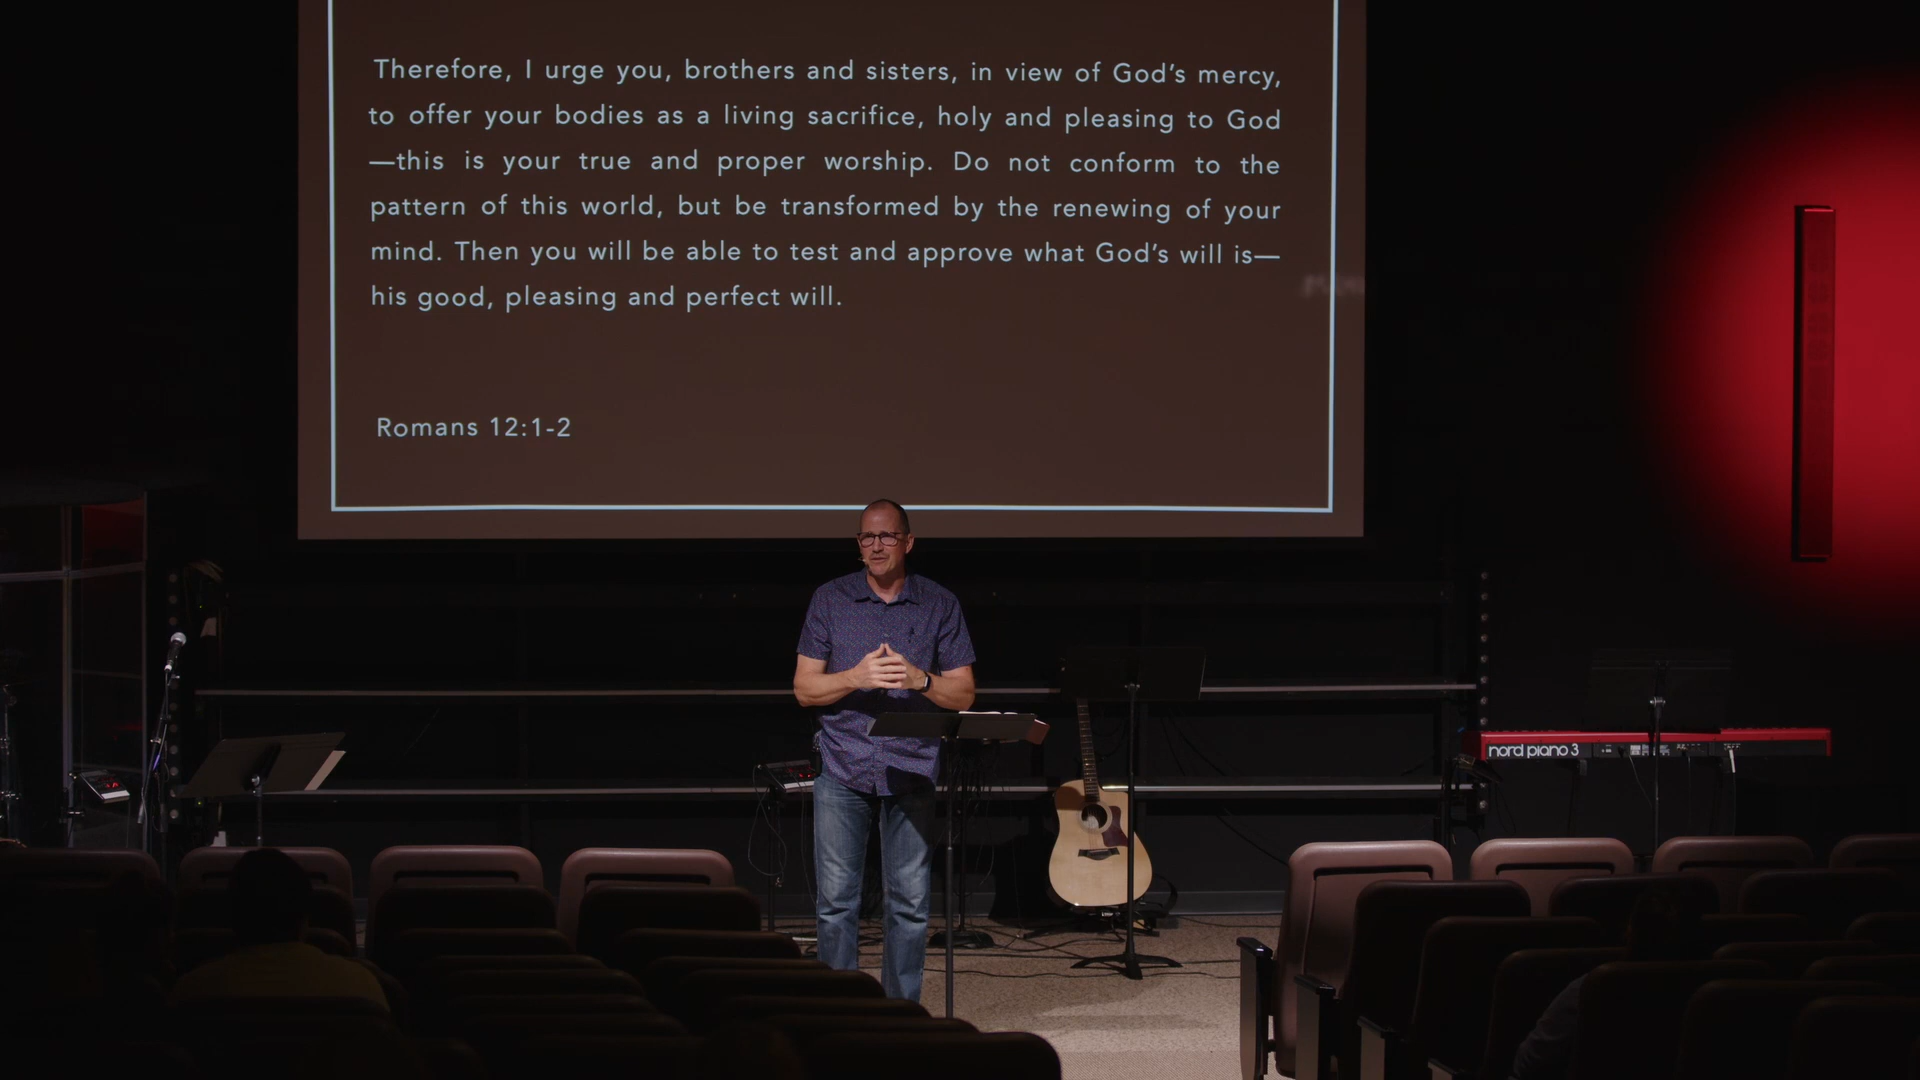 Therefore, I urge you, brothers and sisters, in view of God's mercy,
to offer your bodies as a living sacrifice, holy and pleasing to God
—this is your true and proper worship. Do not conform to the
pattern of this world, but be transformed by the renewing of your
mind. Then you will be able to test and approve what God's will is—
his good, pleasing and perfect will.
Romans 12:1-2
nord piano 3